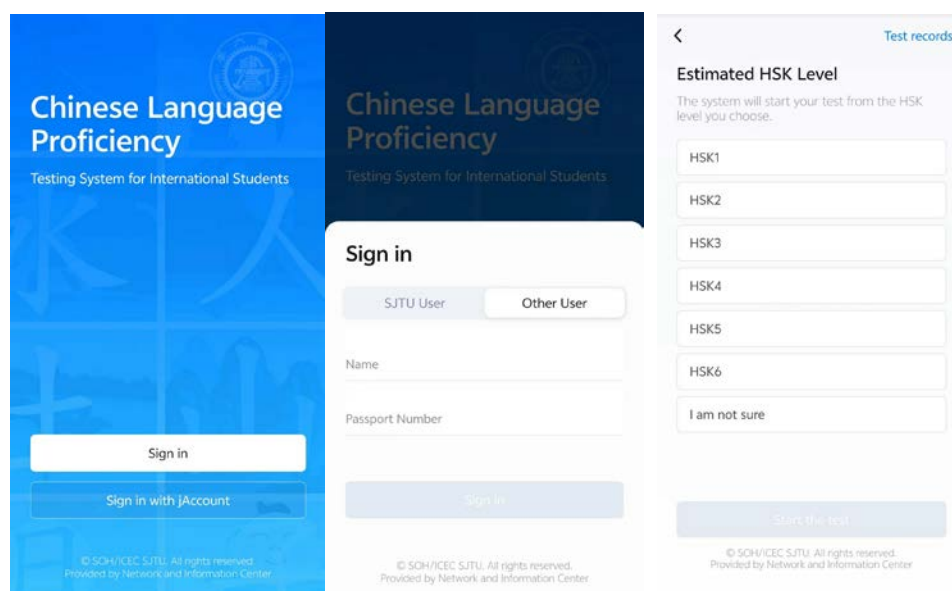 Chinese Language
Proficiency
Testing System for International Students
水 人
土 山
Sign in
Sign in with jAccount
© SOH/ICEC SJTU. All rights reserved.
Provided by Network and Information Center
Chinese Language
Proficiency
Testing System for International Students
Sign in
SJTU User
Other User
Name
Passport Number
Sign in
© SOH/ICEC SJTU. All rights reserved.
Provided by Network and Information Center
Test records
Estimated HSK Level
The system will start your test from the HSK
level you choose.
HSK1
HSK2
HSK3
HSK4
HSK5
HSK6
I am not sure
Start the test
© SOH/ICEC SJTU. All rights reserved.
Provided by Network and Information Center